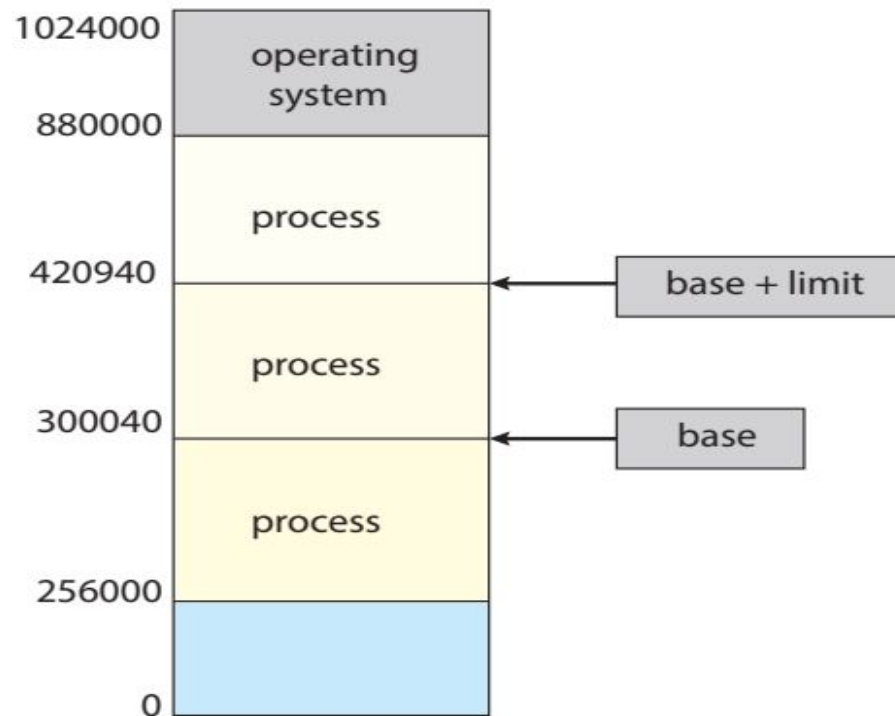 1024000
operating
system
880000
process
420940
base + limit
process
300040
base
process
256000
0